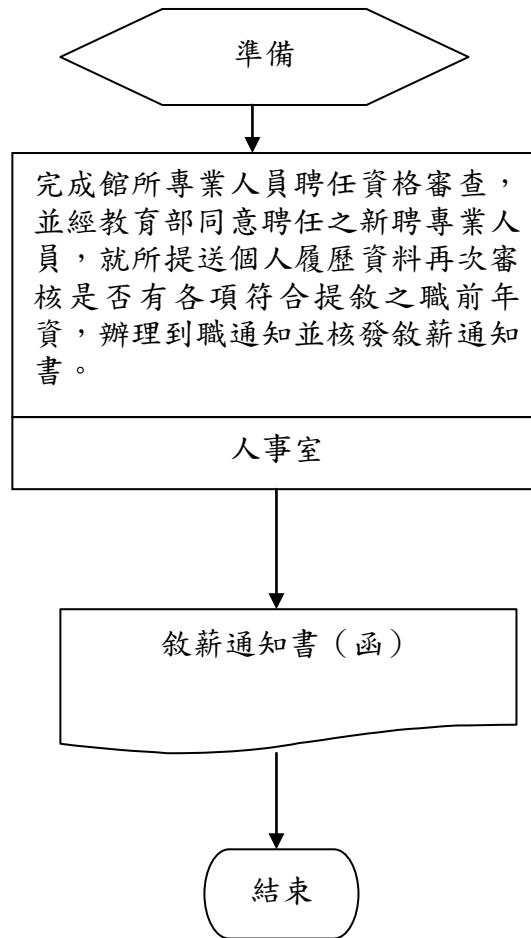 準備
完成館所專業人員聘任資格審查，
並經教育部同意聘任之新聘專業人
員，就所提送個人履歷資料再次審
核是否有各項符合提敘之職前年
資，辦理到職通知並核發敘薪通知
書。
人事室
敘薪通知書（函）
結束